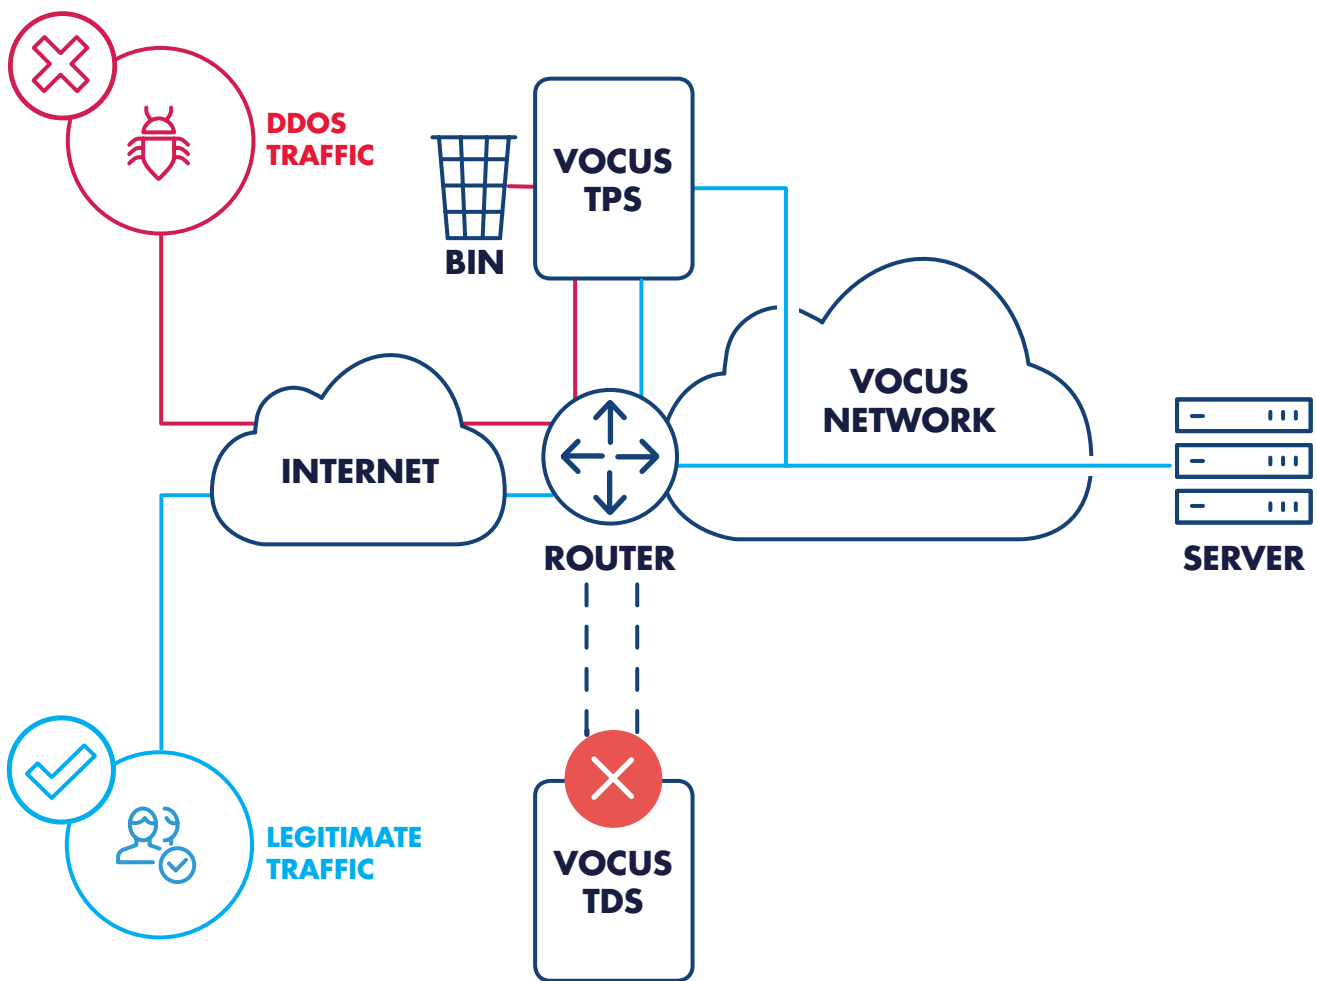 DDOS
TRAFFIC
VOCUS
TPS
BIN
VOCUS
NETWORK
INTERNET
ROUTER
SERVER
LEGITIMATE
TRAFFIC
VOCUS
TDS